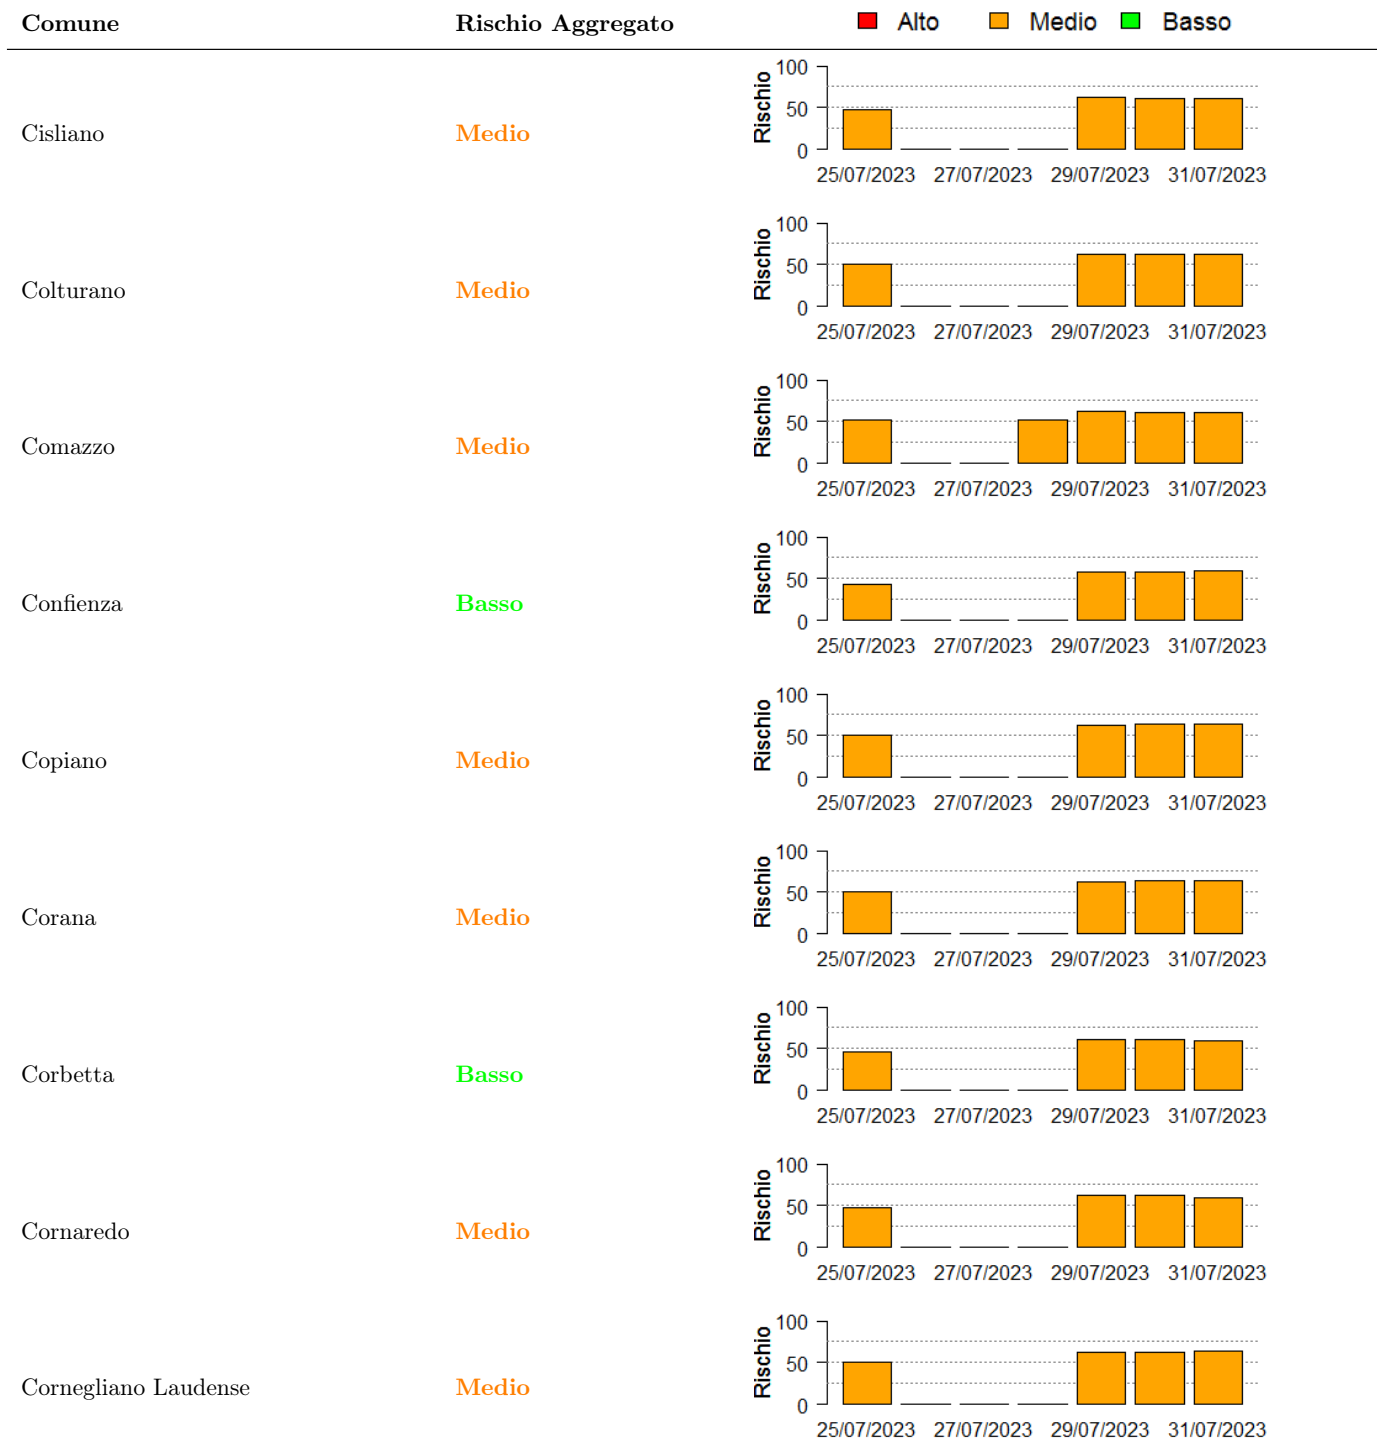 Comune Rischio Aggregato Alto Medio Basso
Cisliano Medio
Rischio
100
50
0
25/07/2023 27/07/2023 29/07/2023 31/07/2023
Colturano Medio
Rischio
100
50
0
25/07/2023 27/07/2023 29/07/2023 31/07/2023
Comazzo Medio
Rischio
100
50
0
25/07/2023 27/07/2023 29/07/2023 31/07/2023
Confienza Basso
Rischio
100
50
0
25/07/2023 27/07/2023 29/07/2023 31/07/2023
Copiano Medio
Rischio
100
50
0
25/07/2023 27/07/2023 29/07/2023 31/07/2023
Corana Medio
Rischio
100
50
0
25/07/2023 27/07/2023 29/07/2023 31/07/2023
Corbetta Basso
Rischio
100
50
0
25/07/2023 27/07/2023 29/07/2023 31/07/2023
Cornaredo Medio
Rischio
100
50
0
25/07/2023 27/07/2023 29/07/2023 31/07/2023
Cornegliano Laudense Medio
Rischio
100
50
0
25/07/2023 27/07/2023 29/07/2023 31/07/2023